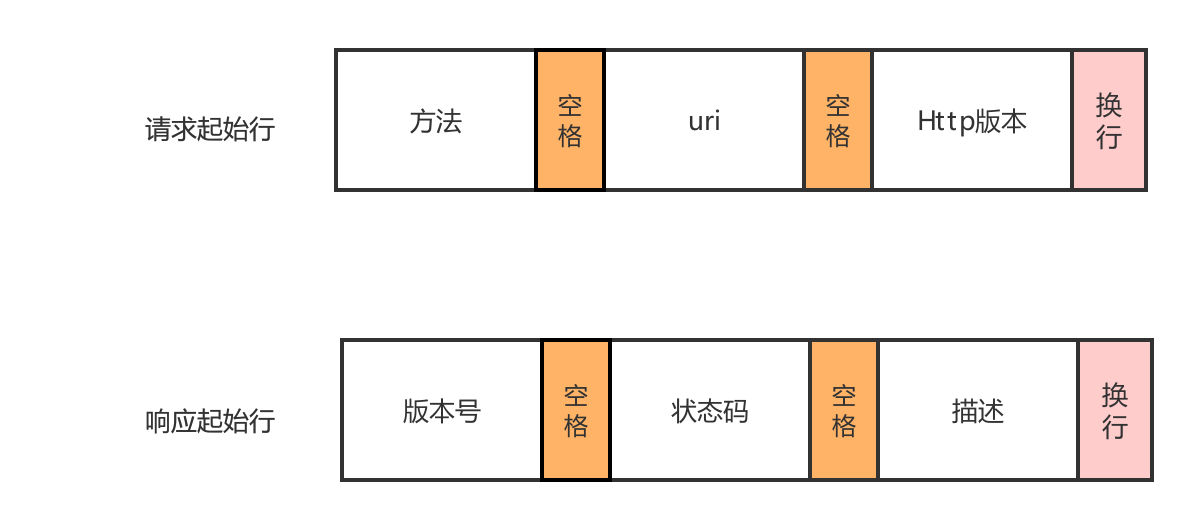 请求起始行
方法
空
格
uri
空
格
Http版本
换
行
响应起始行
版本号
空
格
状态码
空
格
描述
换
行